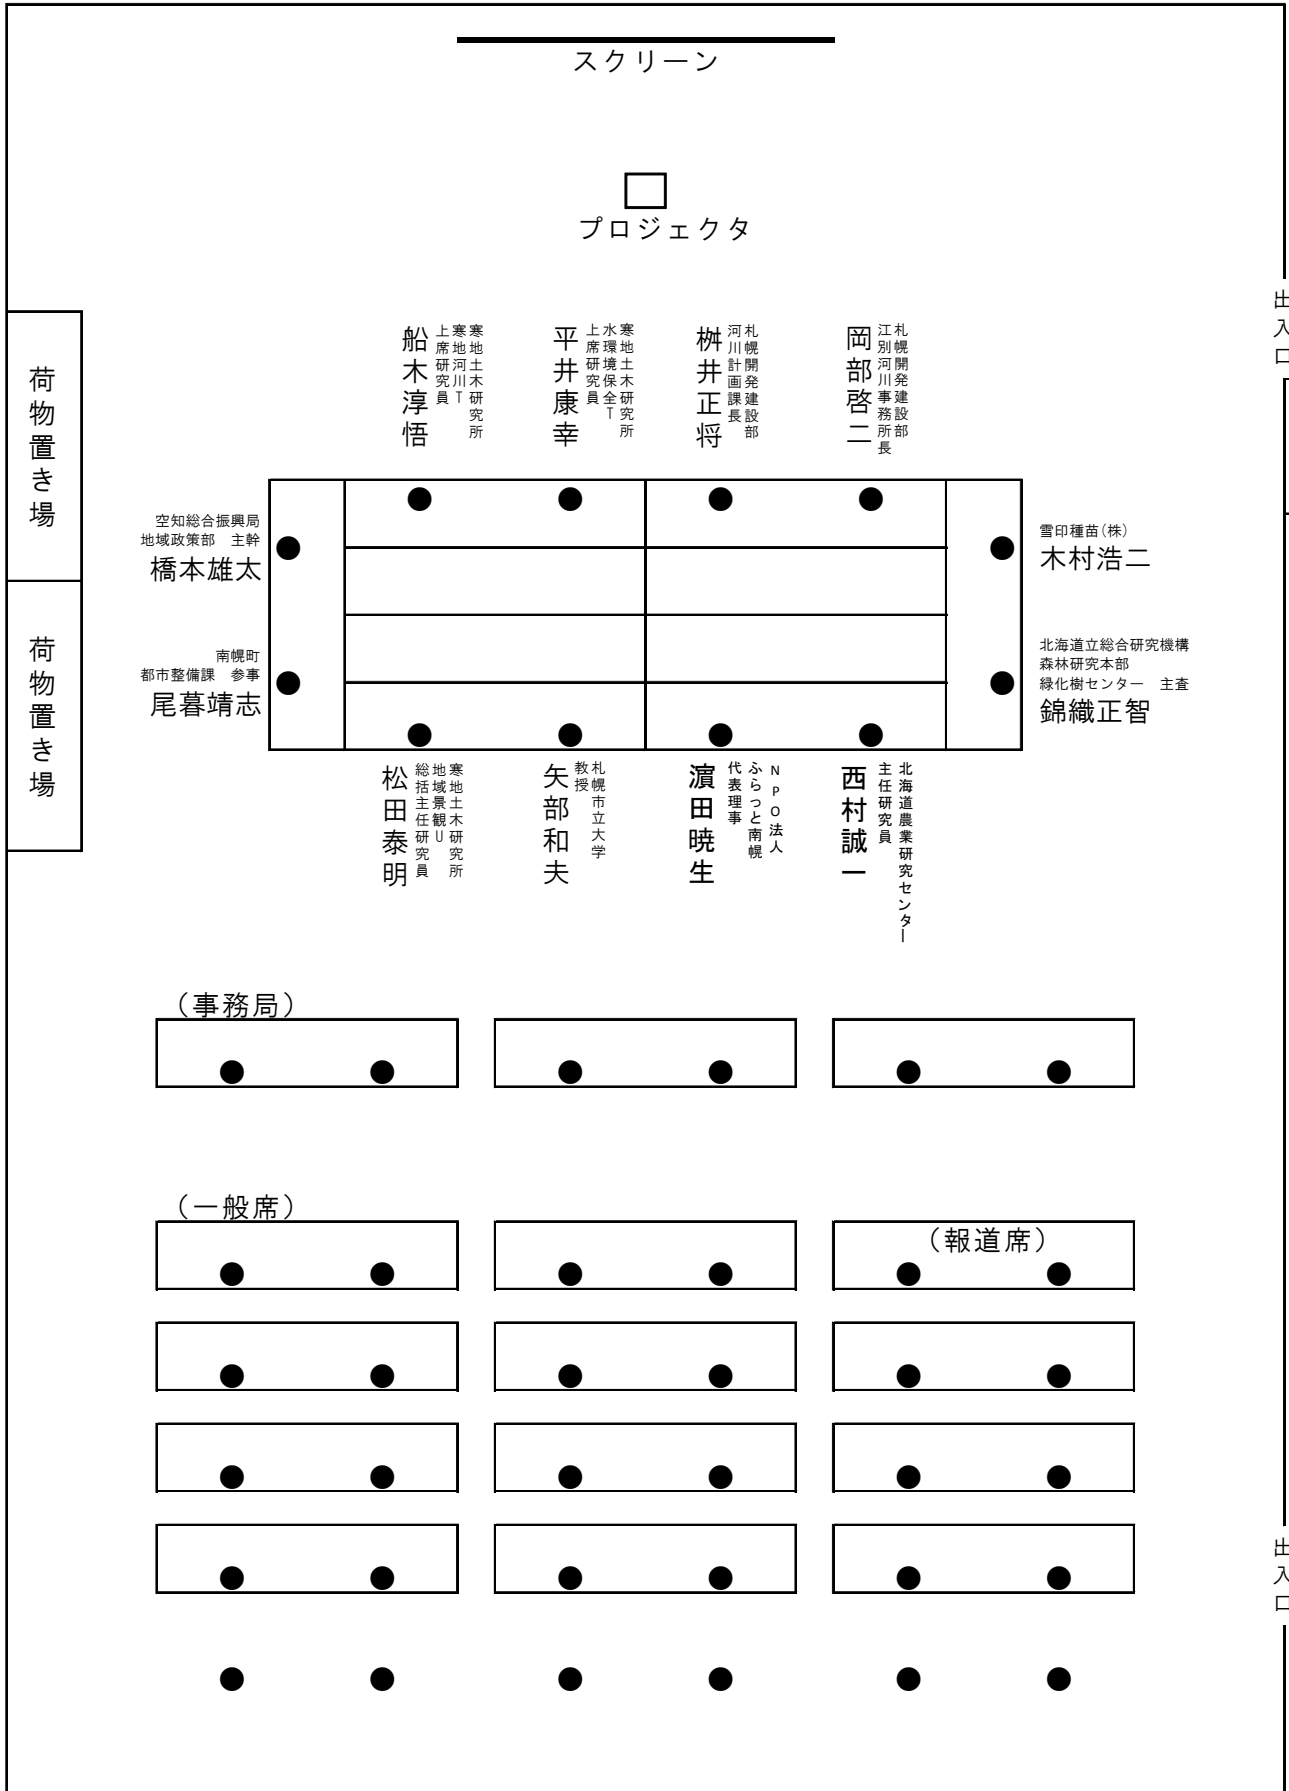 スクリーン
プロジェクタ
出入口
荷物置き場
荷物置き場
寒地土木研究所
寒地河川T
上席研究員
船木淳悟
寒地土木研究所
水環境保全T
上席研究員
平井康幸
札幌開発建設部
河川計画課長
桝井正将
札幌開発建設部
江別河川事務所長
岡部啓二
空知総合振興局
地域政策部　主幹
橋本雄太
南幌町
都市整備課　参事
尾暮靖志
雪印種苗(株)
木村浩二
北海道立総合研究機構
森林研究本部
緑化樹センター　主査
錦織正智
寒地土木研究所
地域景観U
総括主任研究員
松田泰明
札幌市立大学
教授
矢部和夫
NPO法人
ふらっと南幌
代表理事
濵田暁生
北海道農業研究センター
主任研究員
西村誠一
（事務局）
（一般席）
（報道席）
出入口